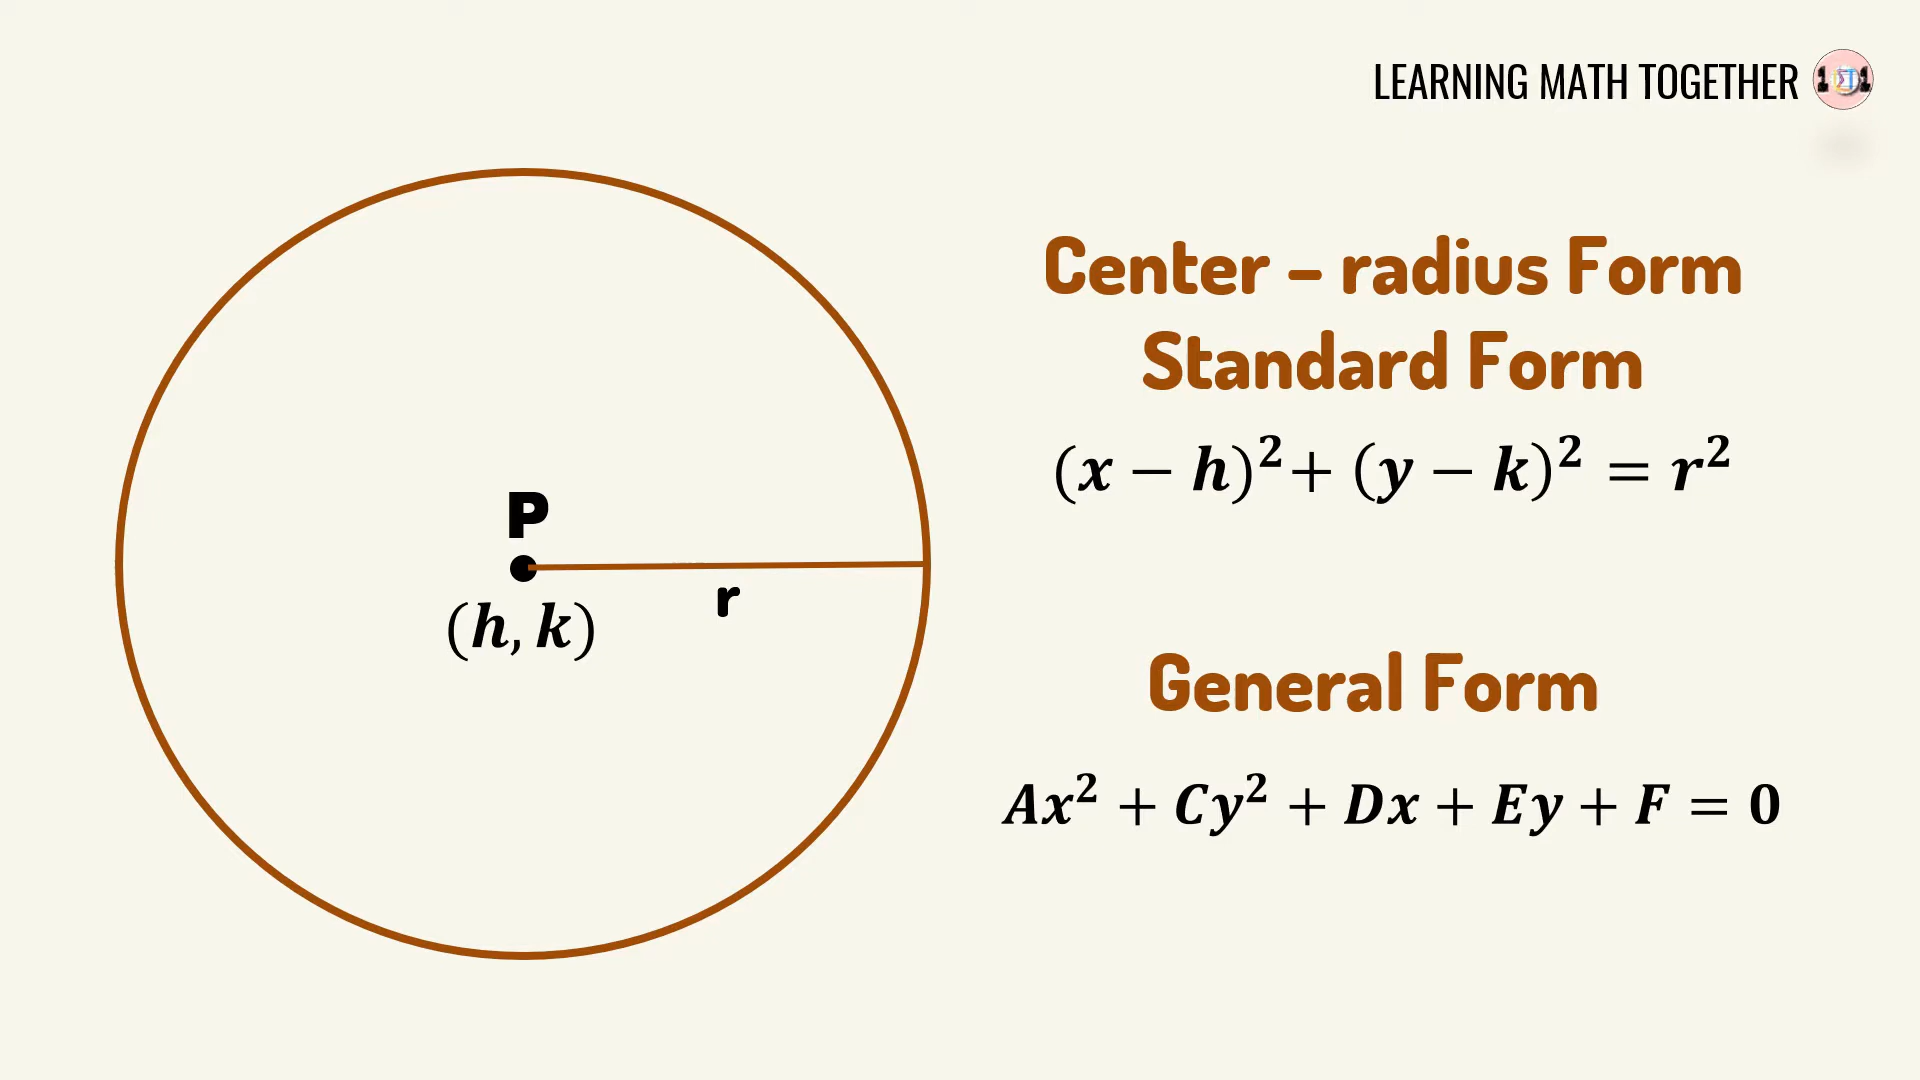 LEARNING MATH TOGETHER
Center – radius Form
Standard Form
(x − h)²+ (y − k)² = r²
P
r
(h, k)
General Form
Ax² + Cy² + Dx + Ey + F = 0